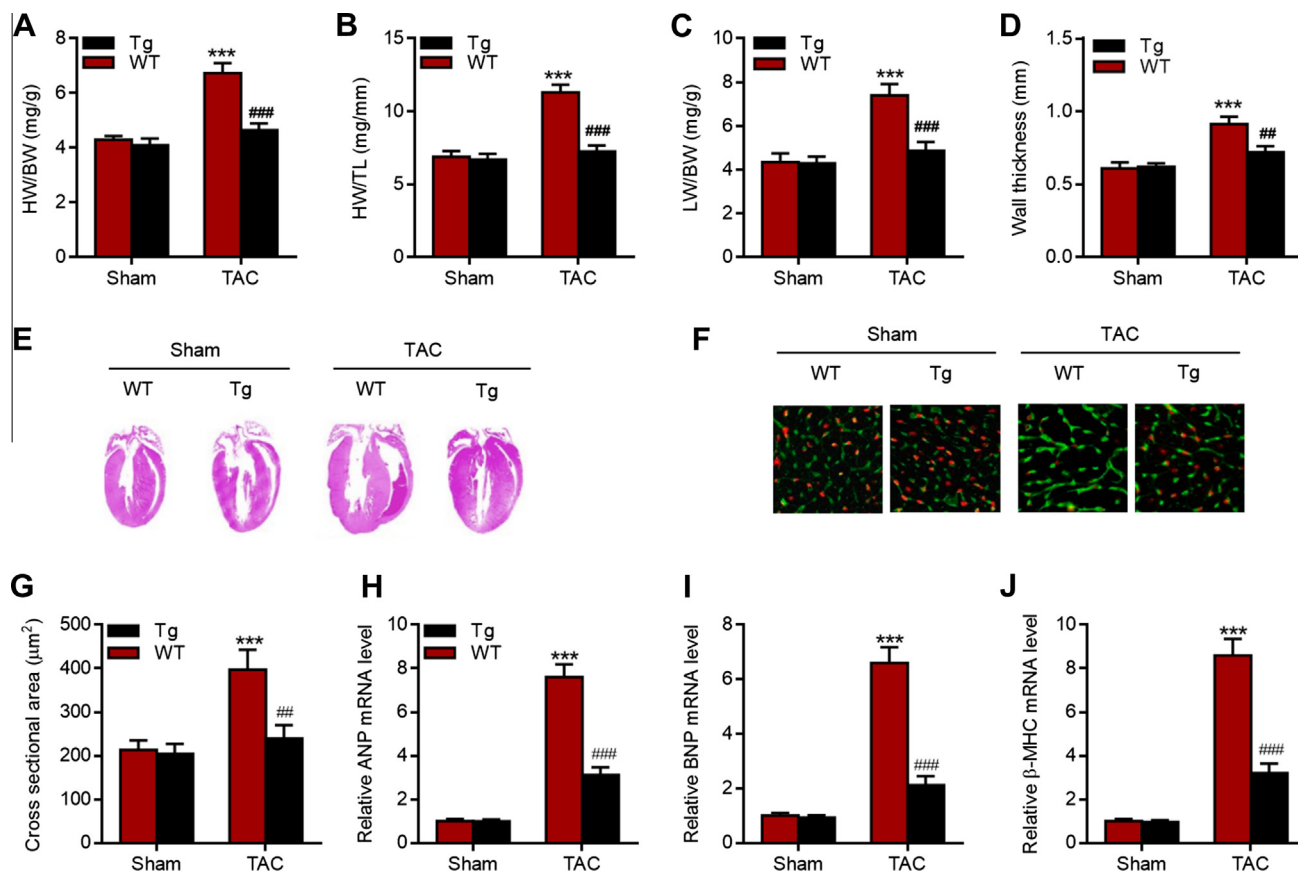 A
Tg
WT
HW/BW (mg/g)
8
6
4
2
0
***
###
Sham
TAC
B
Tg
WT
HW/TL (mg/mm)
15
10
5
0
***
###
Sham
TAC
C
Tg
WT
LW/BW (mg/g)
10
8
6
4
2
0
***
###
Sham
TAC
D
Tg
WT
Wall thickness (mm)
1.5
1.0
0.5
0.0
***
##
Sham
TAC
E
Sham
TAC
WT
Tg
WT
Tg
F
Sham
TAC
WT
Tg
WT
Tg
G
Tg
WT
Cross sectional area (μm²)
500
400
300
200
100
0
***
##
Sham
TAC
H
Tg
WT
Relative ANP mRNA level
10
8
6
4
2
0
***
###
Sham
TAC
I
Relative BNP mRNA level
8
6
4
2
0
***
###
Sham
TAC
J
Relative β-MHC mRNA level
10
8
6
4
2
0
***
###
Sham
TAC